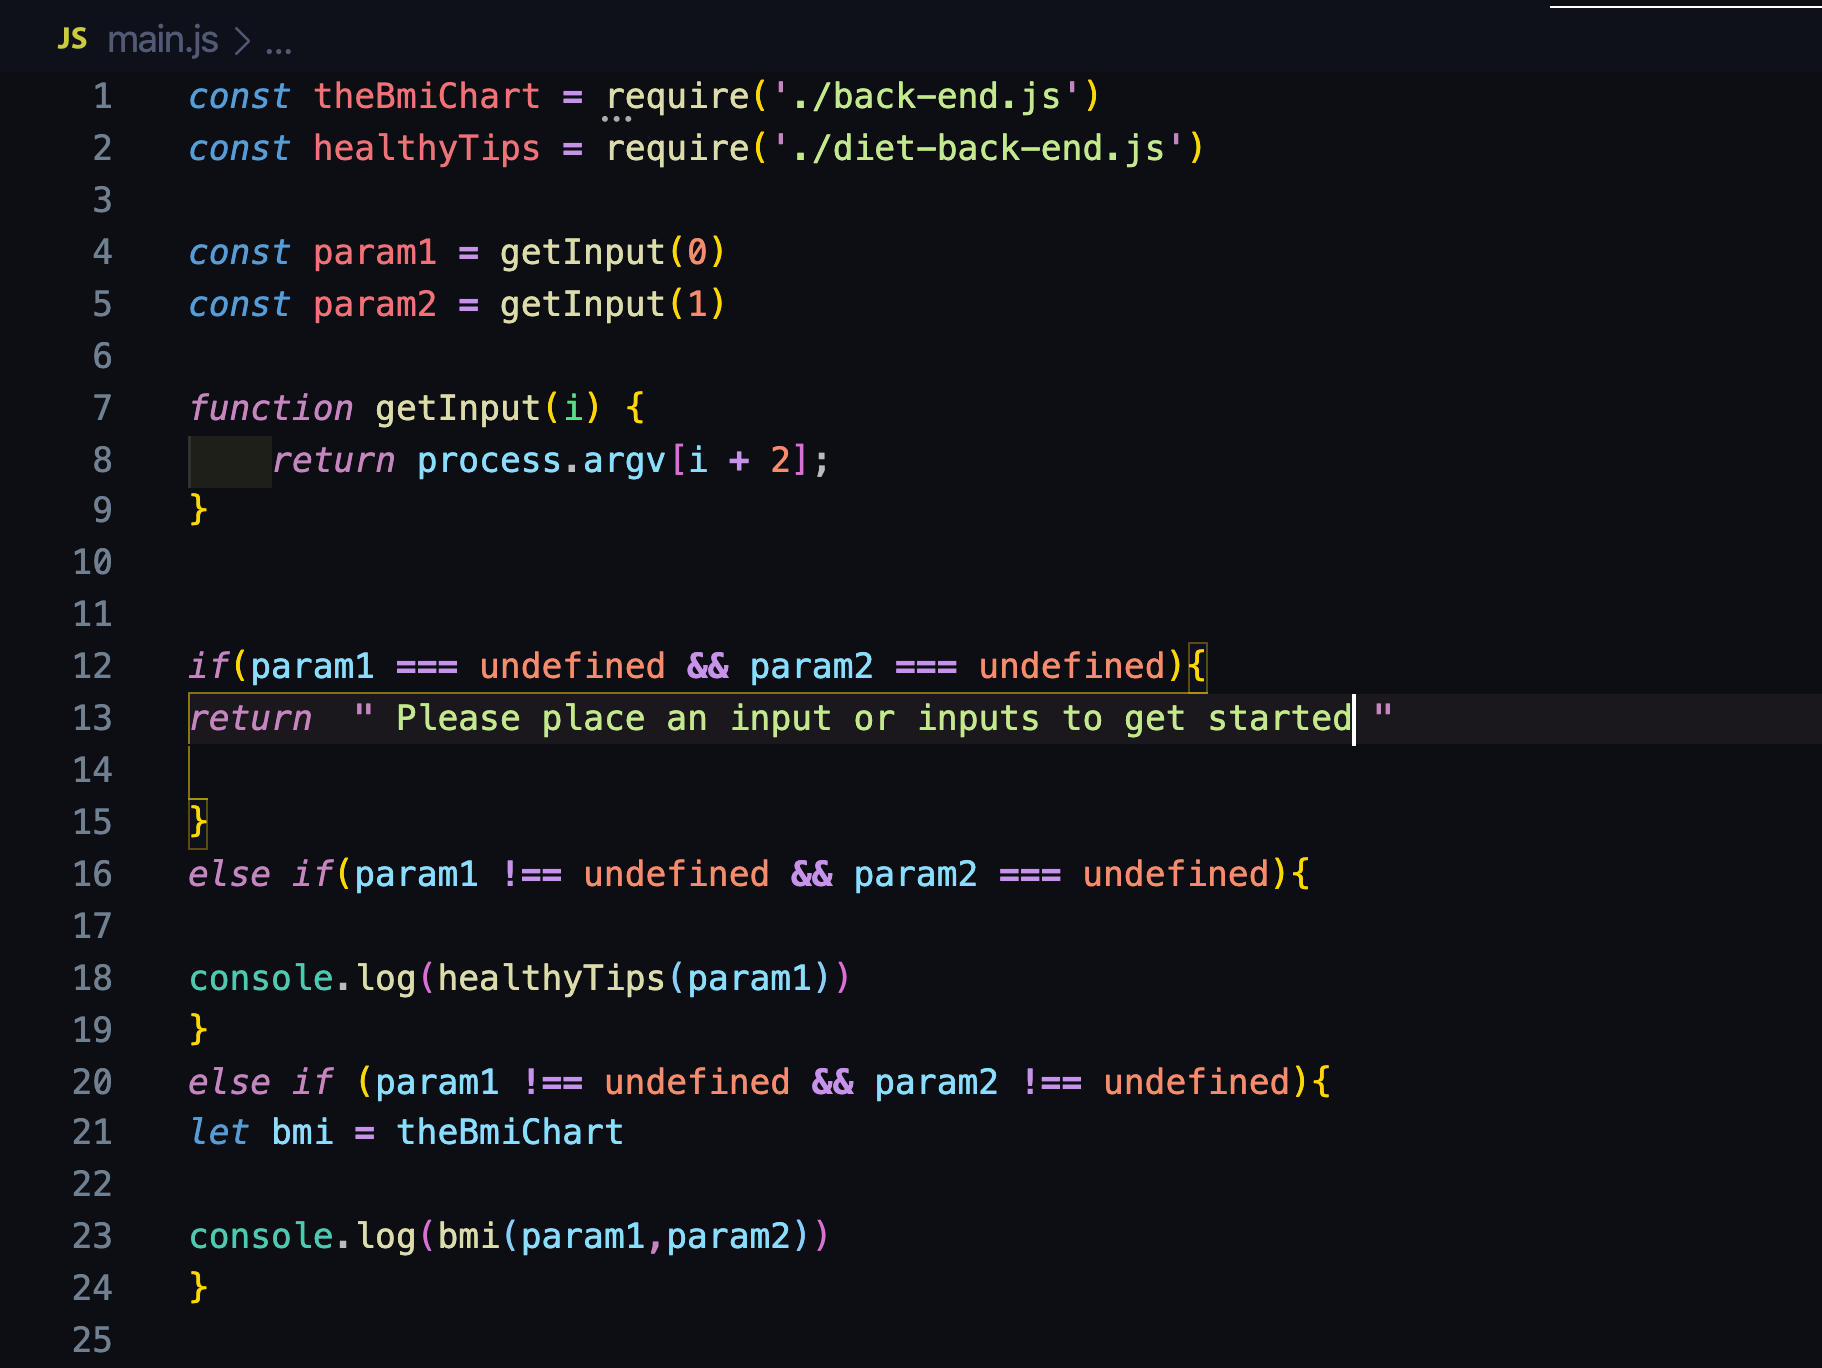 JS main.js > ...
1 const theBmiChart = require('./back-end.js')
2 const healthyTips = require('./diet-back-end.js')
3
4 const param1 = getInput(0)
5 const param2 = getInput(1)
6
7 function getInput(i) {
8     return process.argv[i + 2];
9 }
10
11
12 if(param1 === undefined && param2 === undefined){
13 return  " Please place an input or inputs to get started "
14
15 }
16 else if(param1 !== undefined && param2 === undefined){
17
18 console.log(healthyTips(param1))
19 }
20 else if (param1 !== undefined && param2 !== undefined){
21 let bmi = theBmiChart
22
23 console.log(bmi(param1,param2))
24 }
25